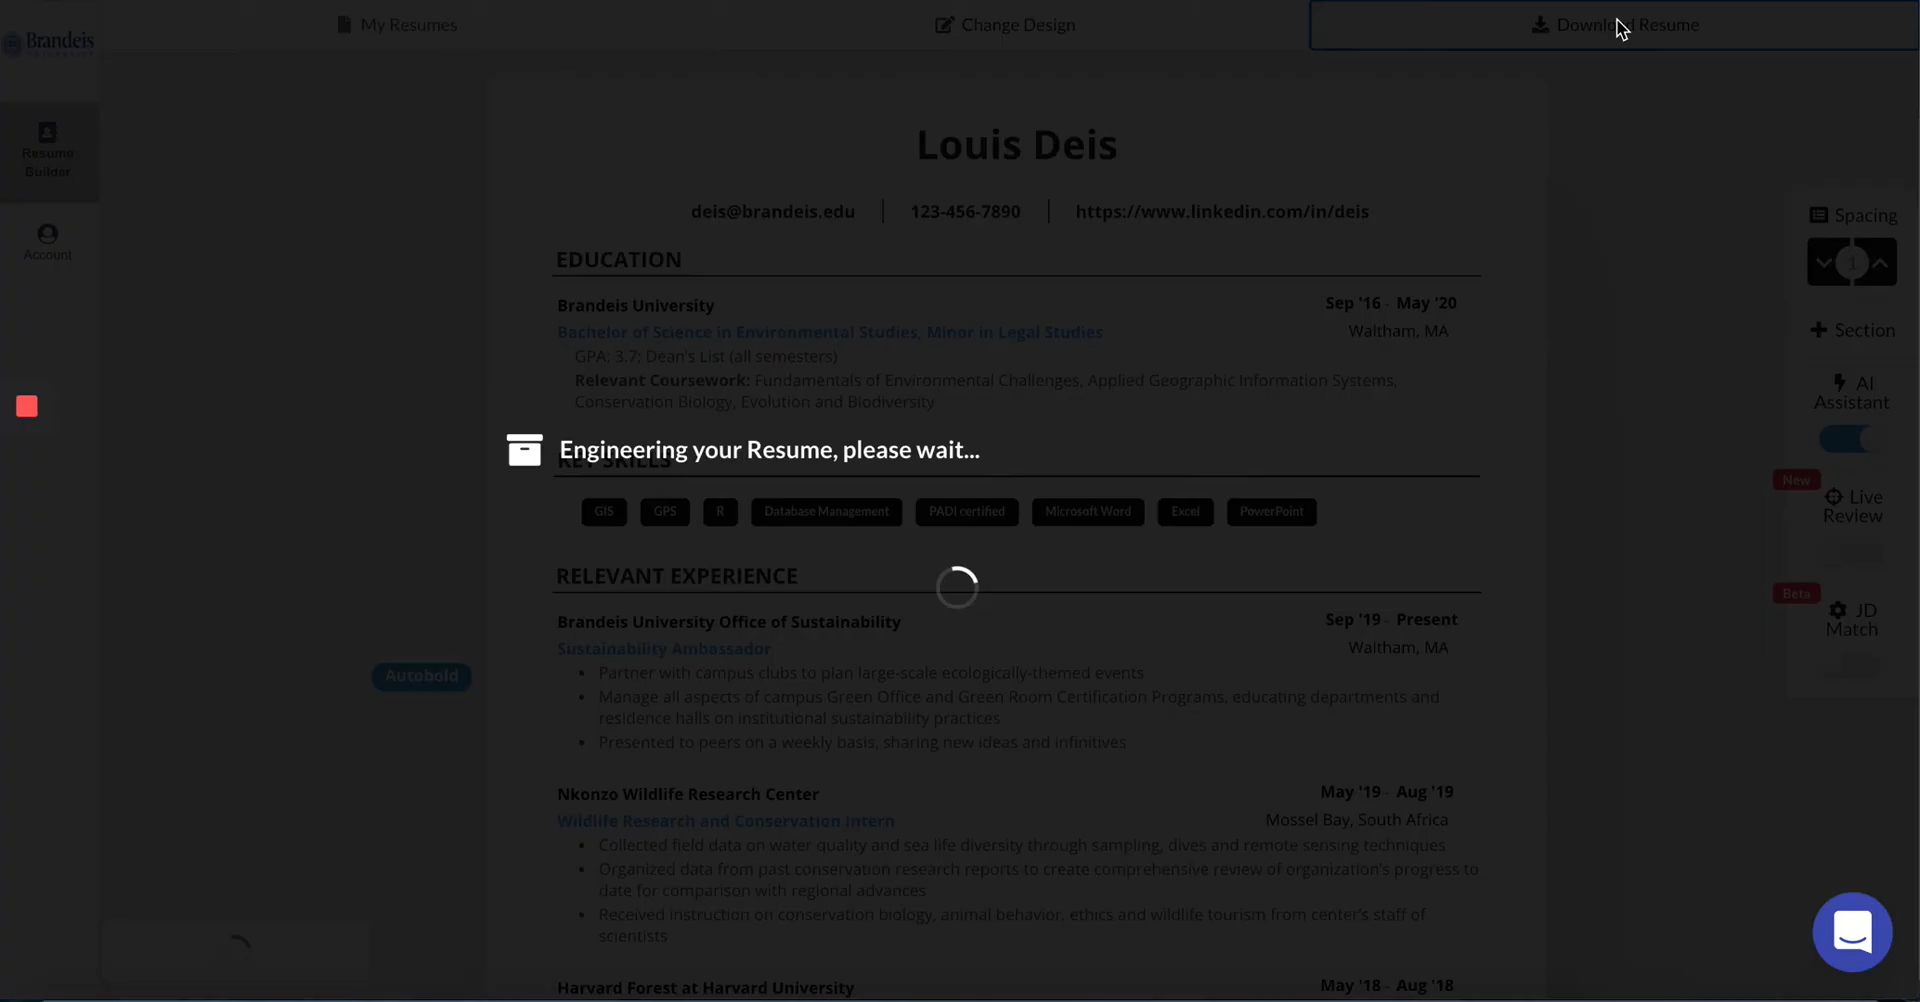 My Resumes
Change Design
Download Resume
Brandeis
UNIVERSITY
Resume
Builder
Account
Louis Deis
deis@brandeis.edu | 123-456-7890 | https://www.linkedin.com/in/deis
EDUCATION
Brandeis University Sep '16 - May '20
Bachelor of Science in Environmental Studies, Minor in Legal Studies Waltham, MA
GPA: 3.7; Dean's List (all semesters)
Relevant Coursework: Fundamentals of Environmental Challenges, Applied Geographic Information Systems,
Conservation Biology, Evolution and Biodiversity
Engineering your Resume, please wait...
KEY SKILLS
GIS GPS R Database Management PADI certified Microsoft Word Excel PowerPoint
RELEVANT EXPERIENCE
Brandeis University Office of Sustainability Sep '19 - Present
Sustainability Ambassador Waltham, MA
• Partner with campus clubs to plan large-scale ecologically-themed events
• Manage all aspects of campus Green Office and Green Room Certification Programs, educating departments and
residence halls on institutional sustainability practices
• Presented to peers on a weekly basis, sharing new ideas and infinitives
Autobold
Nkonzo Wildlife Research Center May '19 - Aug '19
Wildlife Research and Conservation Intern Mossel Bay, South Africa
• Collected field data on water quality and sea life diversity through sampling, dives and remote sensing techniques
• Organized data from past conservation research reports to create comprehensive review of organization's progress to
date for comparison with regional advances
• Received instruction on conservation biology, animal behavior, ethics and wildlife tourism from center's staff of
scientists
Harvard Forest at Harvard University May '18 - Aug '18
Spacing
1
Section
AI
Assistant
New
Live
Review
Beta
JD
Match